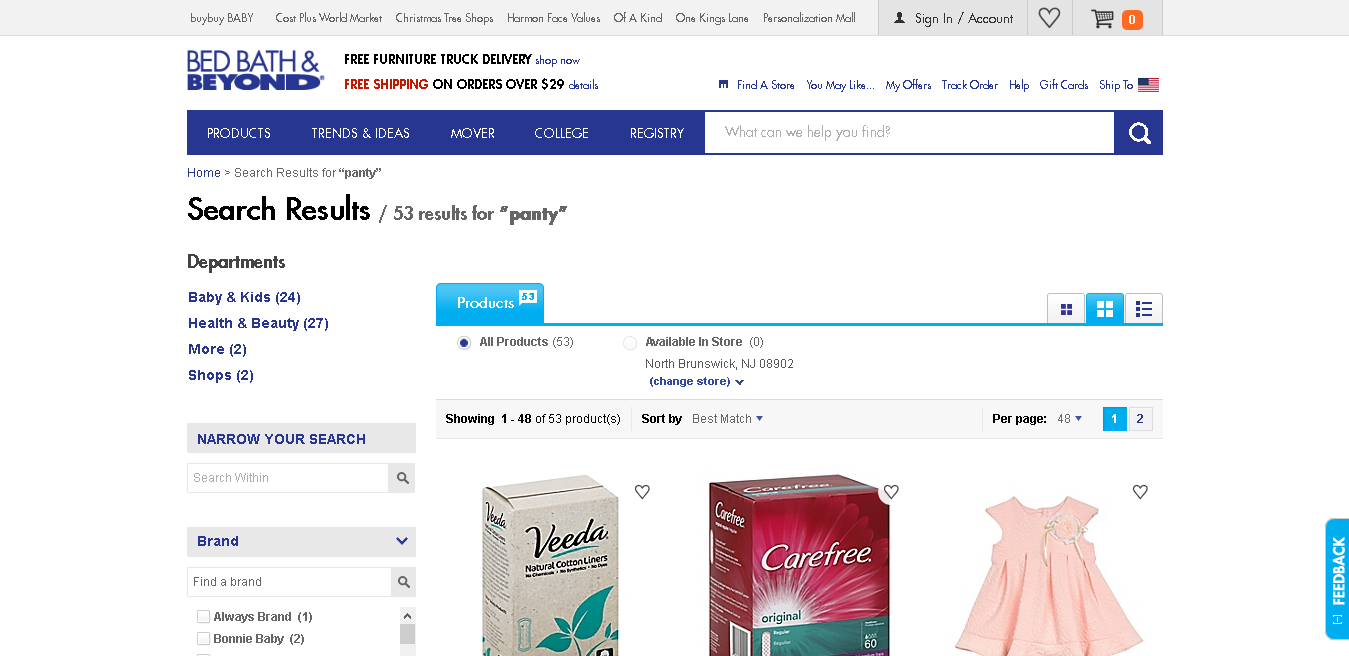 buybuy BABY Cost Plus World Market Christmas Tree Shops Harmon Face Values Of A Kind One Kings Lane Personalization Mall Sign In / Account 0
BED BATH & BEYOND
FREE FURNITURE TRUCK DELIVERY shop now
FREE SHIPPING ON ORDERS OVER $29 details
Find A Store You May Like... My Offers Track Order Help Gift Cards Ship To
PRODUCTS TRENDS & IDEAS MOVER COLLEGE REGISTRY What can we help you find?
Home > Search Results for “panty”
Search Results / 53 results for “panty”
Departments
Baby & Kids (24)
Health & Beauty (27)
More (2)
Shops (2)
Products 53
All Products (53) Available In Store (0)
North Brunswick, NJ 08902
(change store)
Showing 1 - 48 of 53 product(s) Sort by Best Match Per page: 48 1 2
NARROW YOUR SEARCH
Search Within
Brand
Find a brand
Always Brand (1)
Bonnie Baby (2)
Veeda
Veeda.
Natural Cotton Liners
No Chemicals • No Synthetics • No Dyes
Carefree
Carefree
Carefree.
original
Regular
60
FEEDBACK